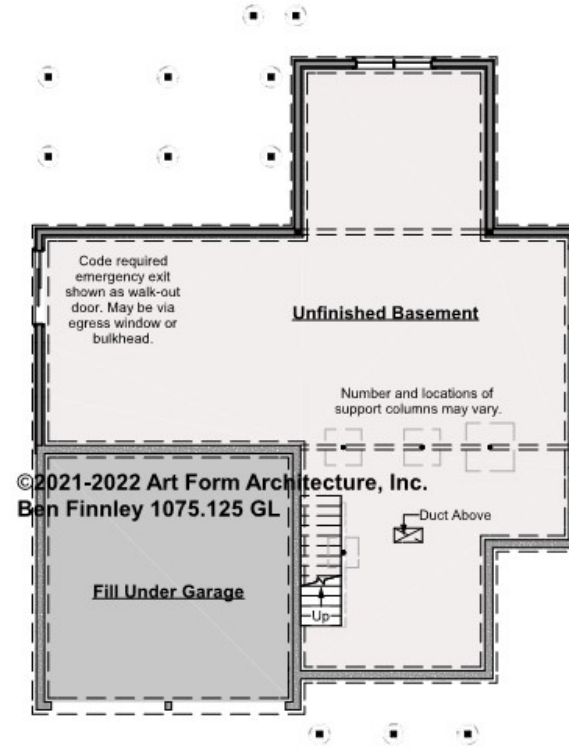 Code required
emergency exit
shown as walk-out
door. May be via
egress window or
bulkhead.
Unfinished Basement
Number and locations of
support columns may vary.
©2021-2022 Art Form Architecture, Inc.
Ben Finnley 1075.125 GL
Duct Above
Fill Under Garage
Up